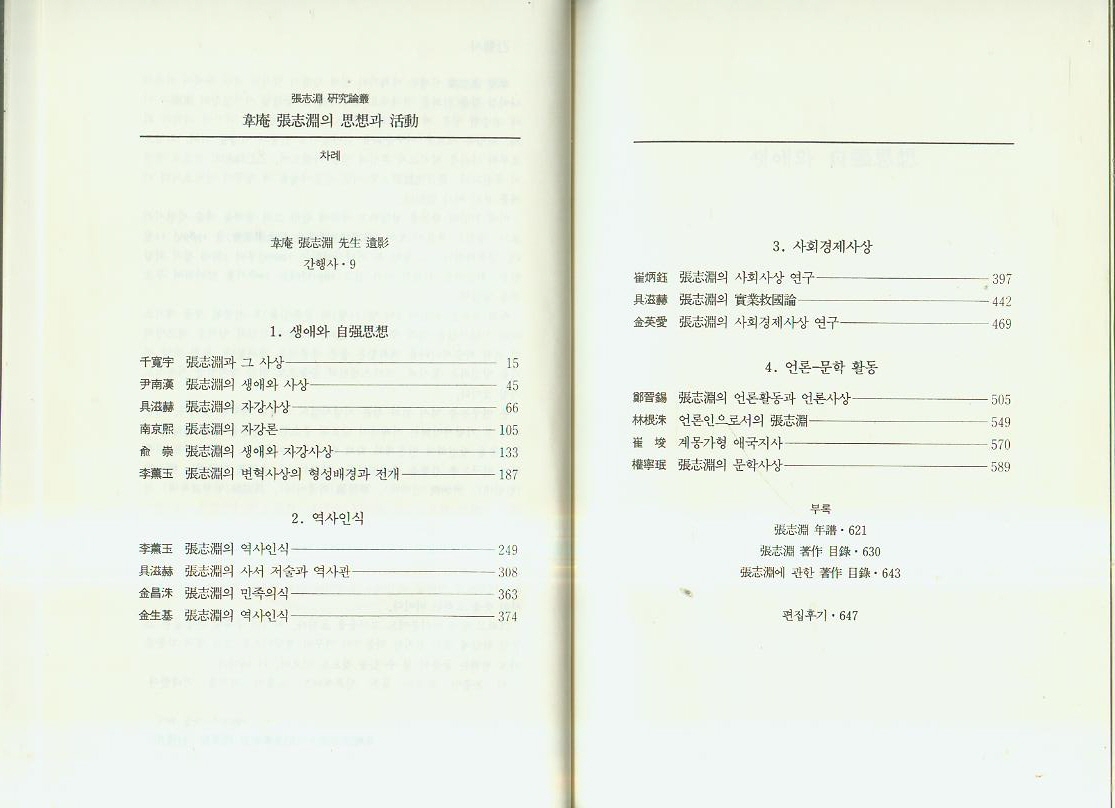 張志淵 硏究論叢
韋庵 張志淵의 思想과 活動
차례
韋庵 張志淵 先生 遺影
간행사·9
1. 생애와 自强思想
千寬宇 張志淵과 그 사상 15
尹南漢 張志淵의 생애와 사상 45
具滋赫 張志淵의 자강사상 66
南京熙 張志淵의 자강론 105
兪 崇 張志淵의 생애와 자강사상 133
李薰玉 張志淵의 변혁사상의 형성배경과 전개 187
2. 역사인식
李薰玉 張志淵의 역사인식 249
具滋赫 張志淵의 사서 저술과 역사관 308
金昌洙 張志淵의 민족의식 363
金生基 張志淵의 역사인식 374
3. 사회경제사상
崔炳鈺 張志淵의 사회사상 연구 397
具滋赫 張志淵의 實業救國論 442
金英愛 張志淵의 사회경제사상 연구 469
4. 언론-문학 활동
鄭晉錫 張志淵의 언론활동과 언론사상 505
林根洙 언론인으로서의 張志淵 549
崔 埈 계몽가형 애국지사 570
權寧珉 張志淵의 문학사상 589
부록
張志淵 年譜·621
張志淵 著作 目錄·630
張志淵에 관한 著作 目錄·643
편집후기·647